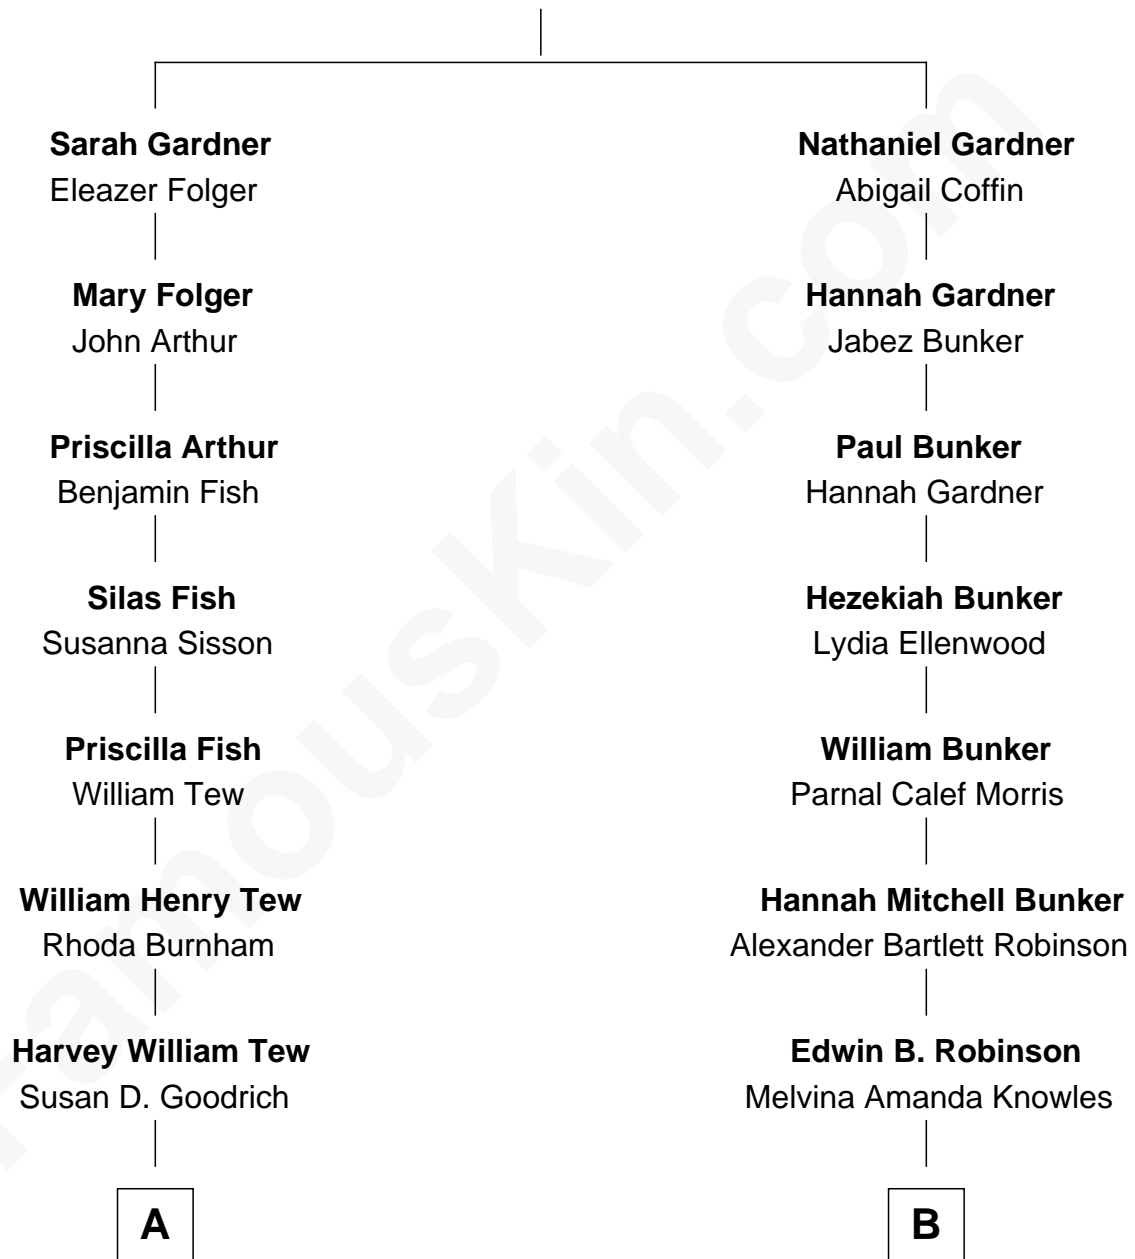 Sarah Gardner
Eleazer Folger
Mary Folger
John Arthur
Priscilla Arthur
Benjamin Fish
Silas Fish
Susanna Sisson
Priscilla Fish
William Tew
William Henry Tew
Rhoda Burnham
Harvey William Tew
Susan D. Goodrich
A
Nathaniel Gardner
Abigail Coffin
Hannah Gardner
Jabez Bunker
Paul Bunker
Hannah Gardner
Hezekiah Bunker
Lydia Ellenwood
William Bunker
Parnal Calef Morris
Hannah Mitchell Bunker
Alexander Bartlett Robinson
Edwin B. Robinson
Melvina Amanda Knowles
B
FamousKin.com